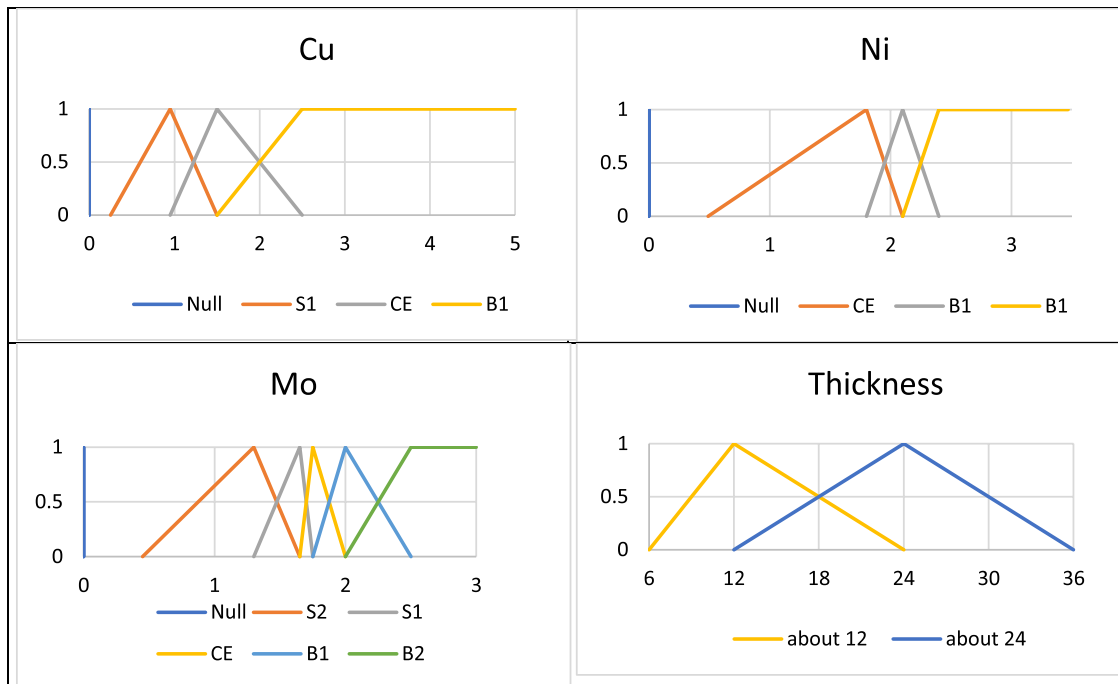 Cu
1
0.5
0
0 1 2 3 4 5
Null S1 CE B1
Ni
1
0.5
0
0 1 2 3
Null CE B1 B1
Mo
1
0.5
0
0 1 2 3
Null S2 S1
CE B1 B2
Thickness
1
0.5
0
6 12 18 24 30 36
about 12 about 24